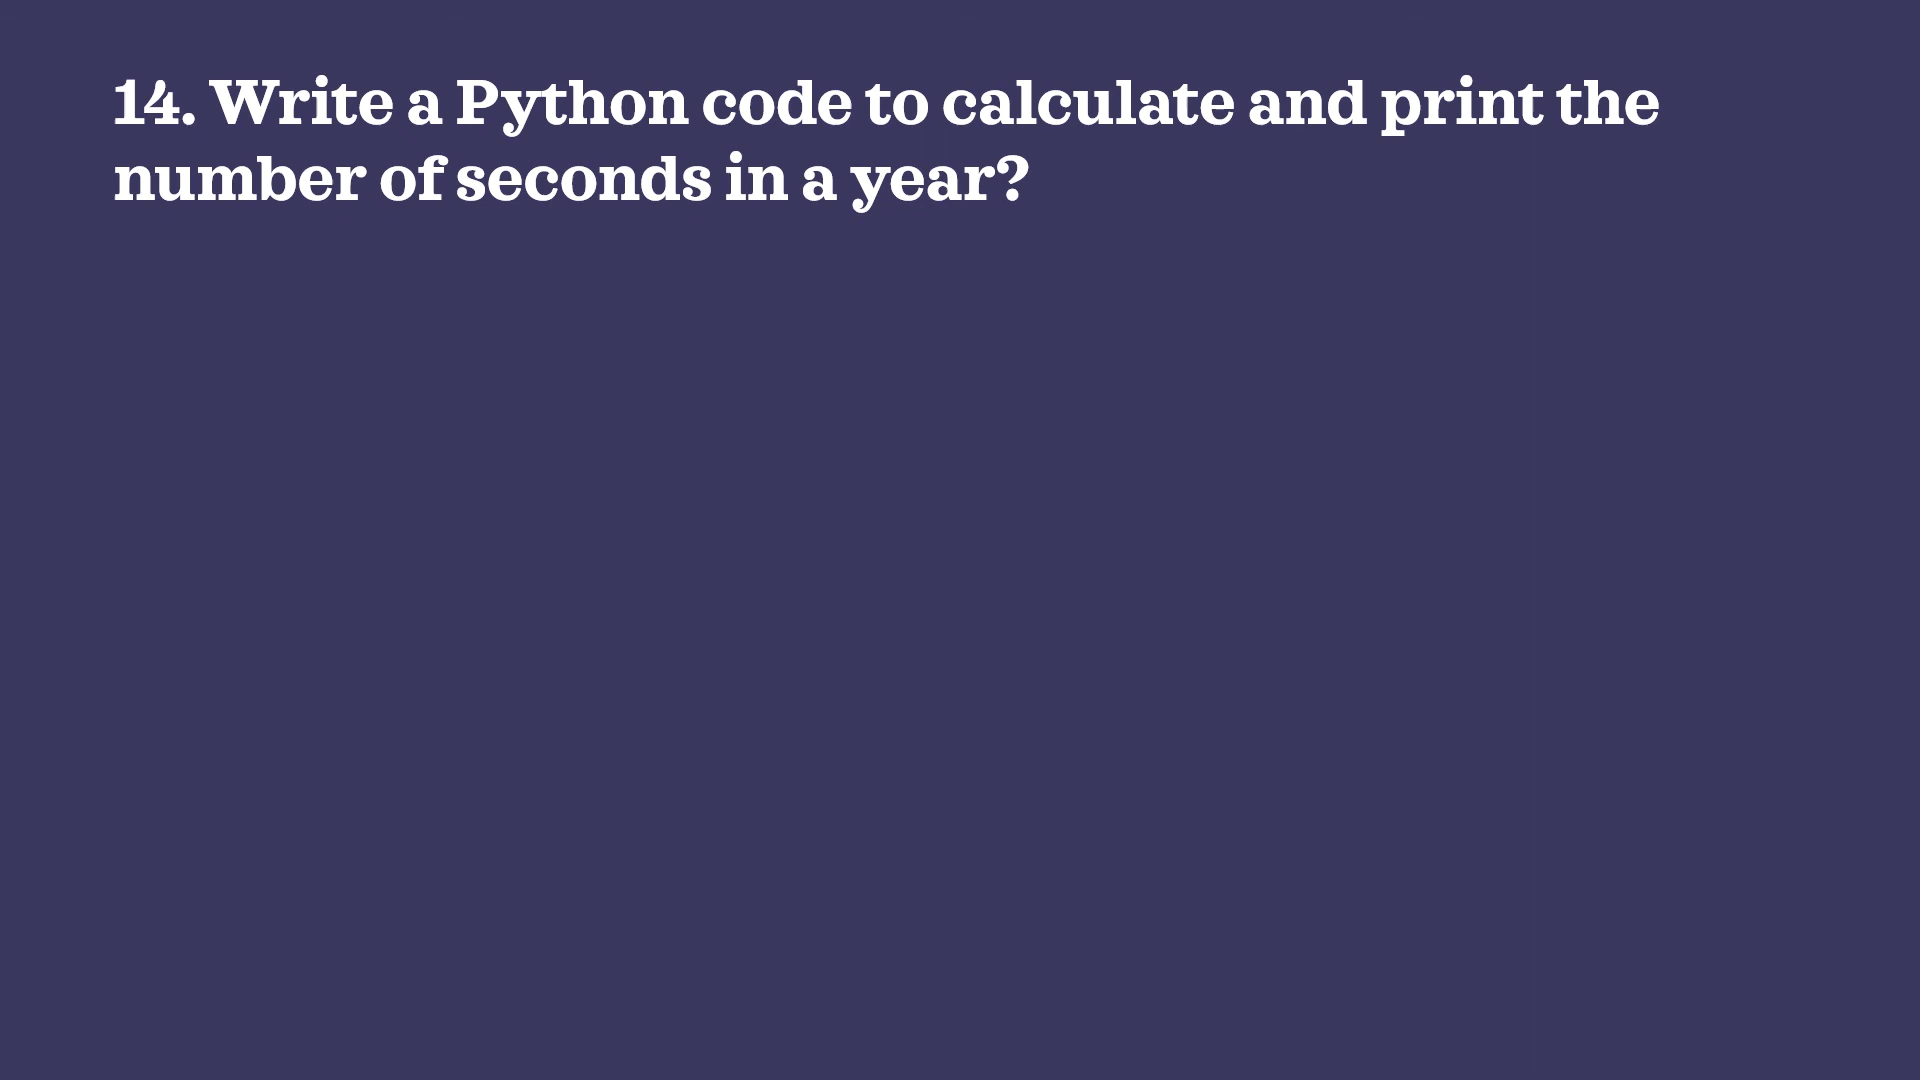 14. Write a Python code to calculate and print the
number of seconds in a year?